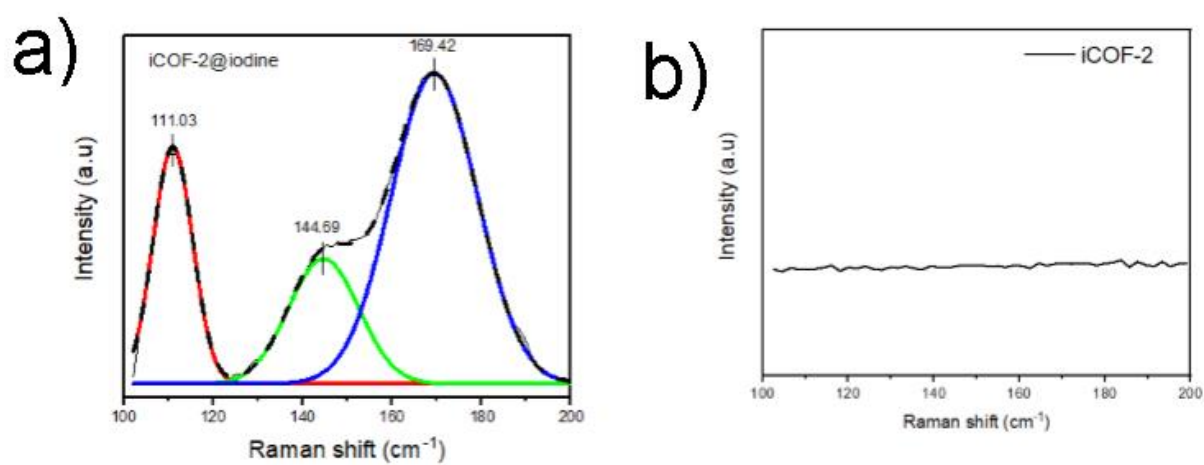 a)
iCOF-2@iodine
111.03
144.69
169.42
Intensity (a.u)
100 120 140 160 180 200
Raman shift (cm⁻¹)
b)
iCOF-2
Intensity (a.u)
100 120 140 160 180 200
Raman shift (cm⁻¹)